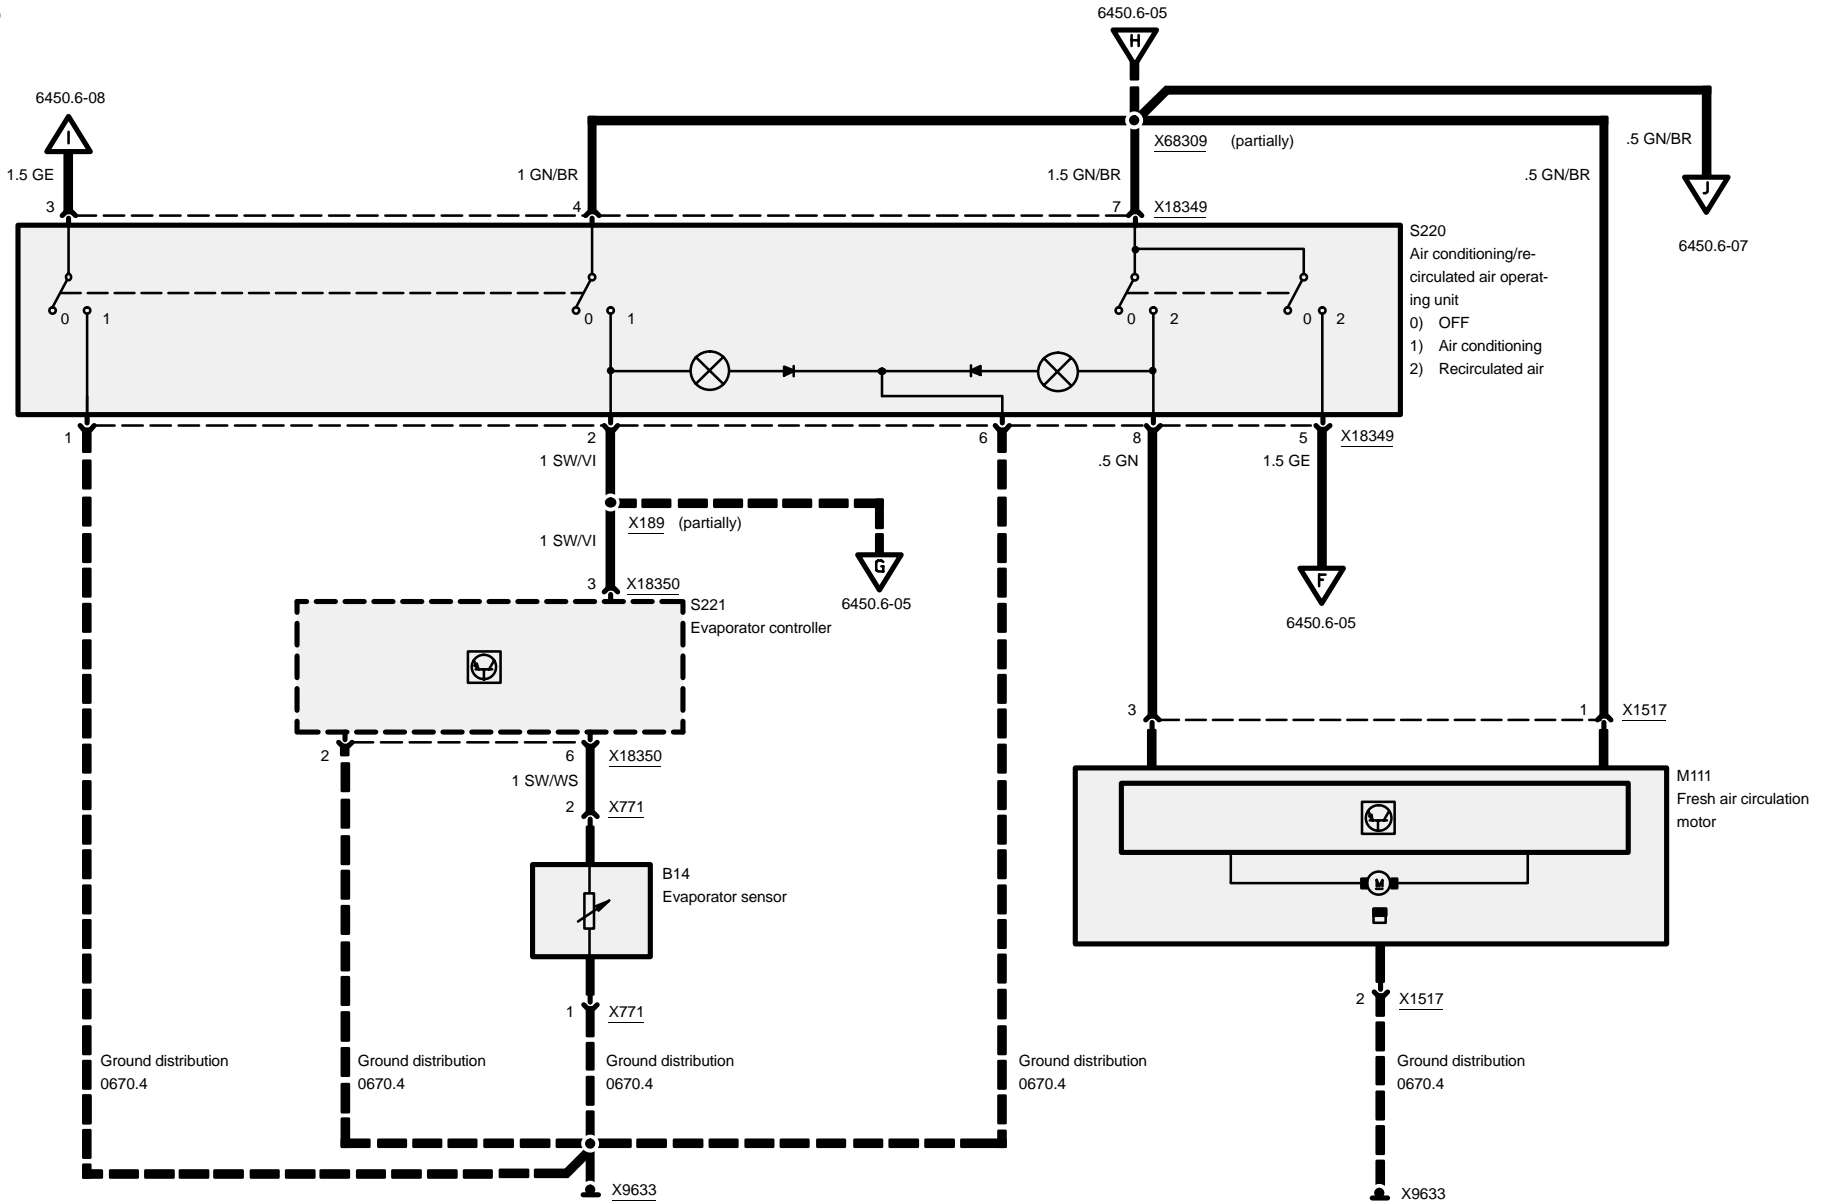 6450.6-05
H
6450.6-08
I
X68309 (partially)
.5 GN/BR
1.5 GE
1 GN/BR
1.5 GN/BR
.5 GN/BR
J
3
4
7
X18349
6450.6-07
S220
Air conditioning/re-
circulated air operat-
ing unit
0) OFF
1) Air conditioning
2) Recirculated air
0
1
0
1
0
2
0
2
1
2
6
8
5
X18349
1 SW/VI
.5 GN
1.5 GE
X189 (partially)
1 SW/VI
G
6450.6-05
F
6450.6-05
3
X18350
S221
Evaporator controller
3
1
X1517
2
6
X18350
1 SW/WS
2
X771
M111
Fresh air circulation
motor
M
B14
Evaporator sensor
1
X771
2
X1517
Ground distribution
0670.4
Ground distribution
0670.4
Ground distribution
0670.4
Ground distribution
0670.4
Ground distribution
0670.4
X9633
X9633